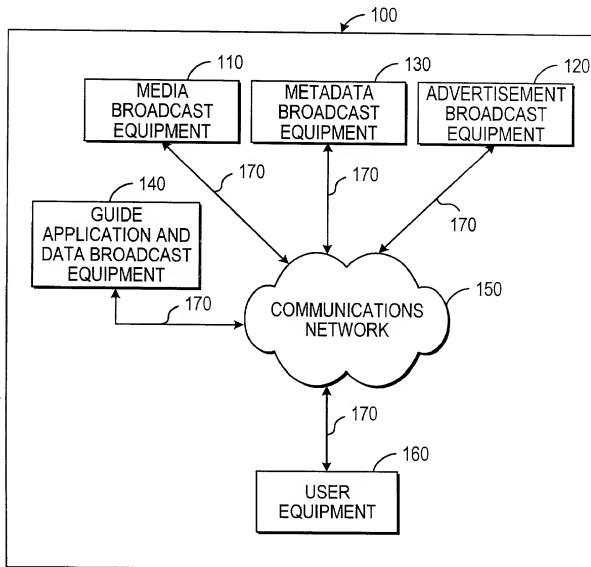 100
110
130
120
MEDIA
BROADCAST
EQUIPMENT
METADATA
BROADCAST
EQUIPMENT
ADVERTISEMENT
BROADCAST
EQUIPMENT
140
170
170
170
GUIDE
APPLICATION AND
DATA BROADCAST
EQUIPMENT
170
COMMUNICATIONS
NETWORK
150
170
160
USER
EQUIPMENT